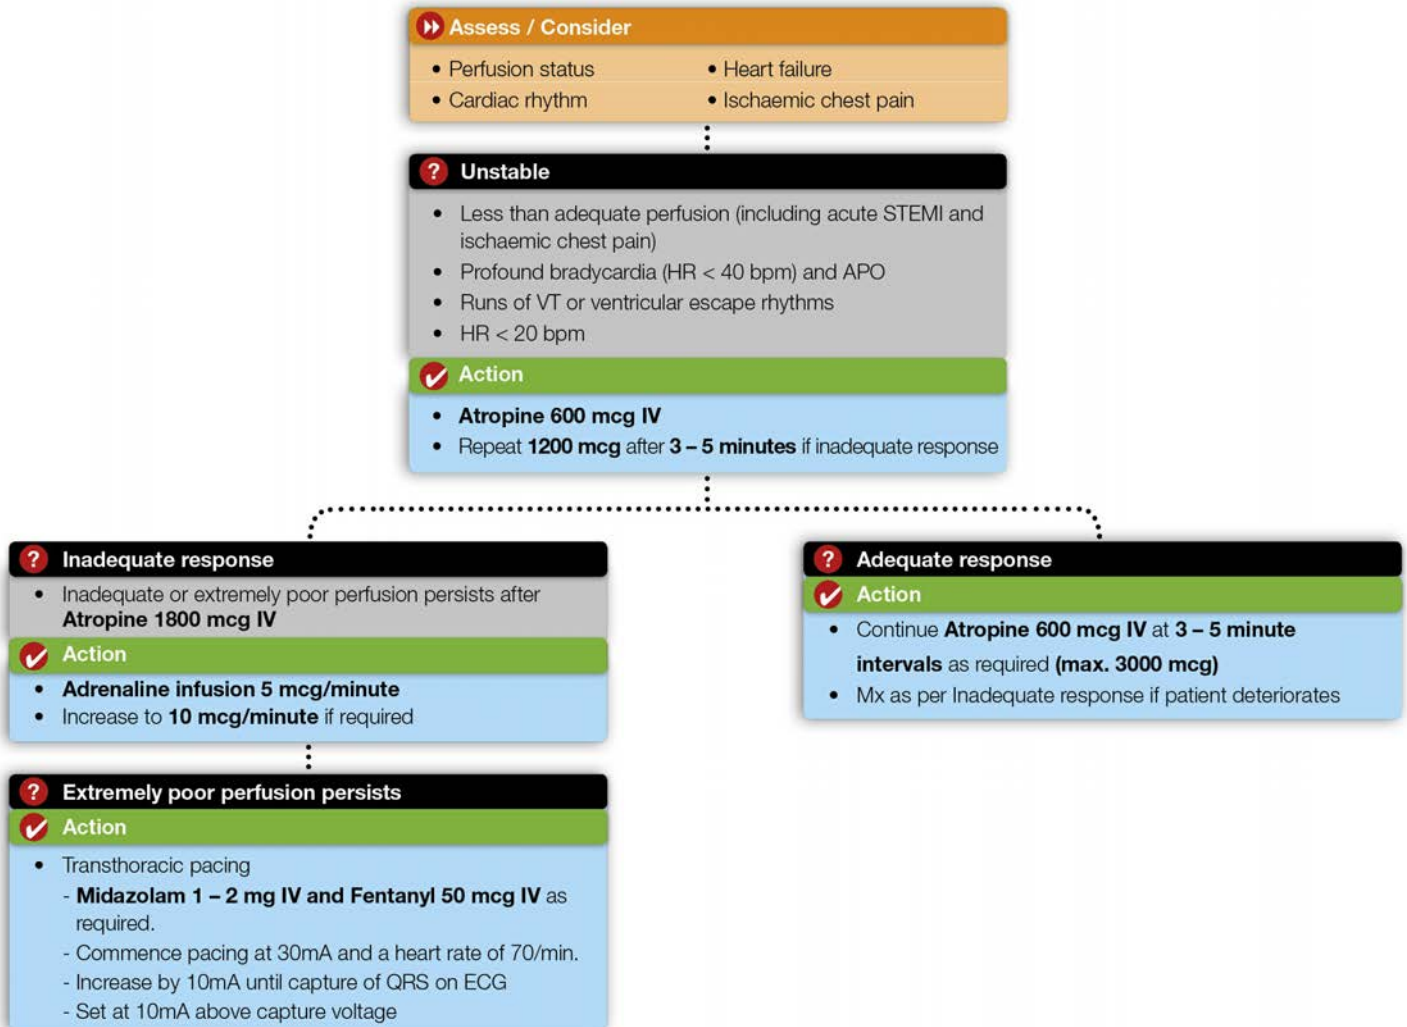 Assess / Consider
• Perfusion status
• Heart failure
• Cardiac rhythm
• Ischaemic chest pain
? Unstable
• Less than adequate perfusion (including acute STEMI and
ischaemic chest pain)
• Profound bradycardia (HR < 40 bpm) and APO
• Runs of VT or ventricular escape rhythms
• HR < 20 bpm
Action
• Atropine 600 mcg IV
• Repeat 1200 mcg after 3 – 5 minutes if inadequate response
? Inadequate response
• Inadequate or extremely poor perfusion persists after
Atropine 1800 mcg IV
Action
• Adrenaline infusion 5 mcg/minute
• Increase to 10 mcg/minute if required
? Extremely poor perfusion persists
Action
• Transthoracic pacing
- Midazolam 1 – 2 mg IV and Fentanyl 50 mcg IV as
required.
- Commence pacing at 30mA and a heart rate of 70/min.
- Increase by 10mA until capture of QRS on ECG
- Set at 10mA above capture voltage
? Adequate response
Action
• Continue Atropine 600 mcg IV at 3 – 5 minute
intervals as required (max. 3000 mcg)
• Mx as per Inadequate response if patient deteriorates